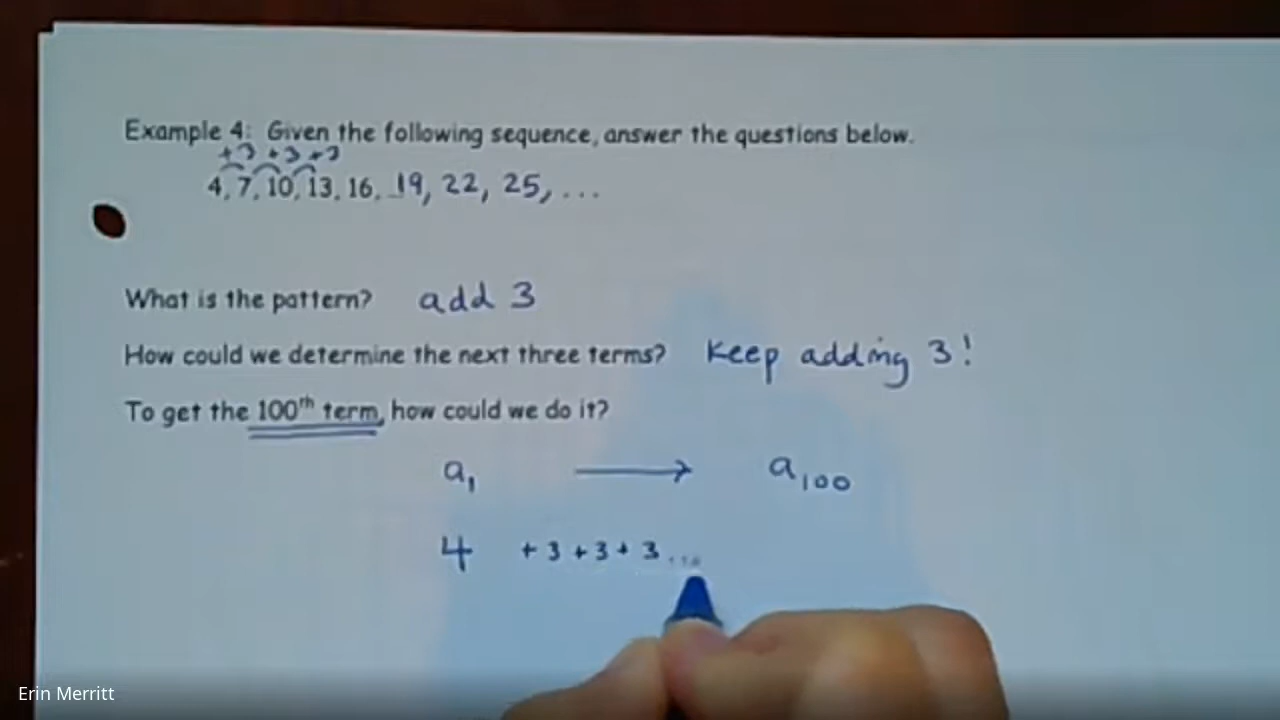 Example 4: Given the following sequence, answer the questions below.
+3 +3 +3
4, 7, 10, 13, 16, 19, 22, 25, ...
What is the pattern? add 3
How could we determine the next three terms? Keep adding 3!
To get the 100th term, how could we do it?
a₁ → a₁₀₀
4 +3 +3 + 3 ...
Erin Merritt